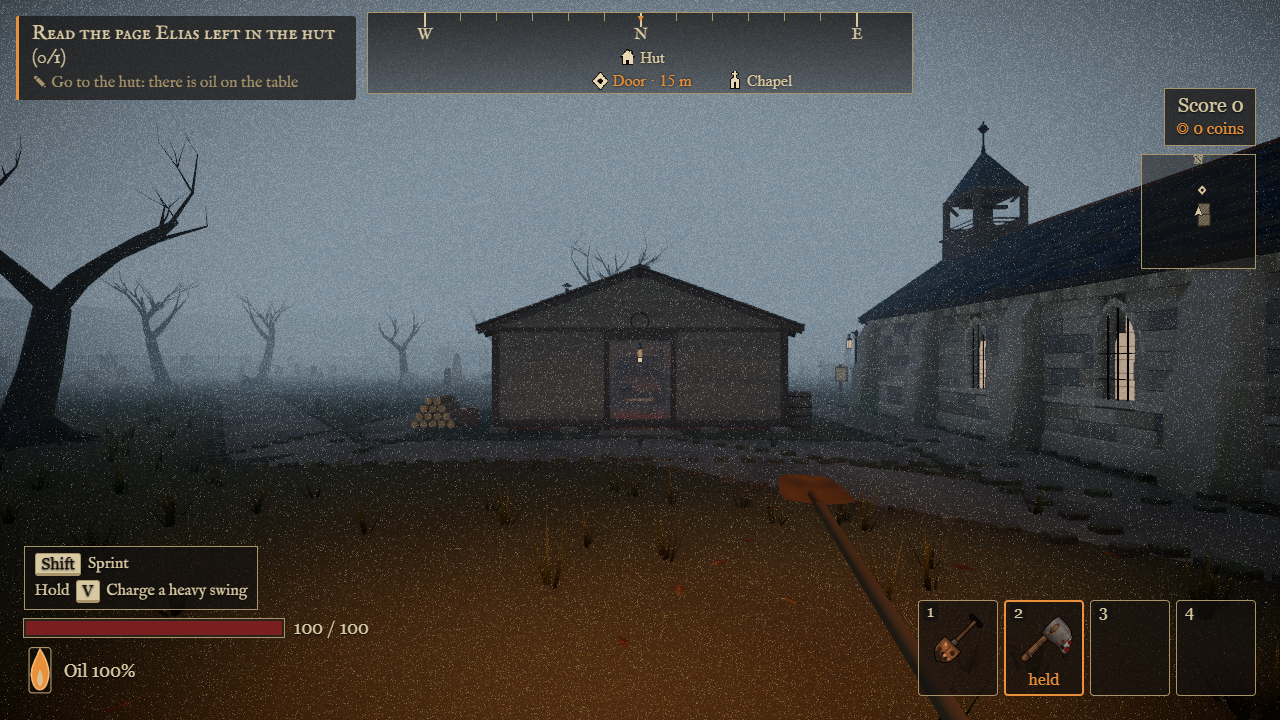 Read the page Elias left in the hut
(0/1)
Go to the hut: there is oil on the table
W N E
Hut
Door · 15 m
Chapel
Score 0
0 coins
N
Shift Sprint
Hold V Charge a heavy swing
100 / 100
Oil 100%
1 2 3 4
held